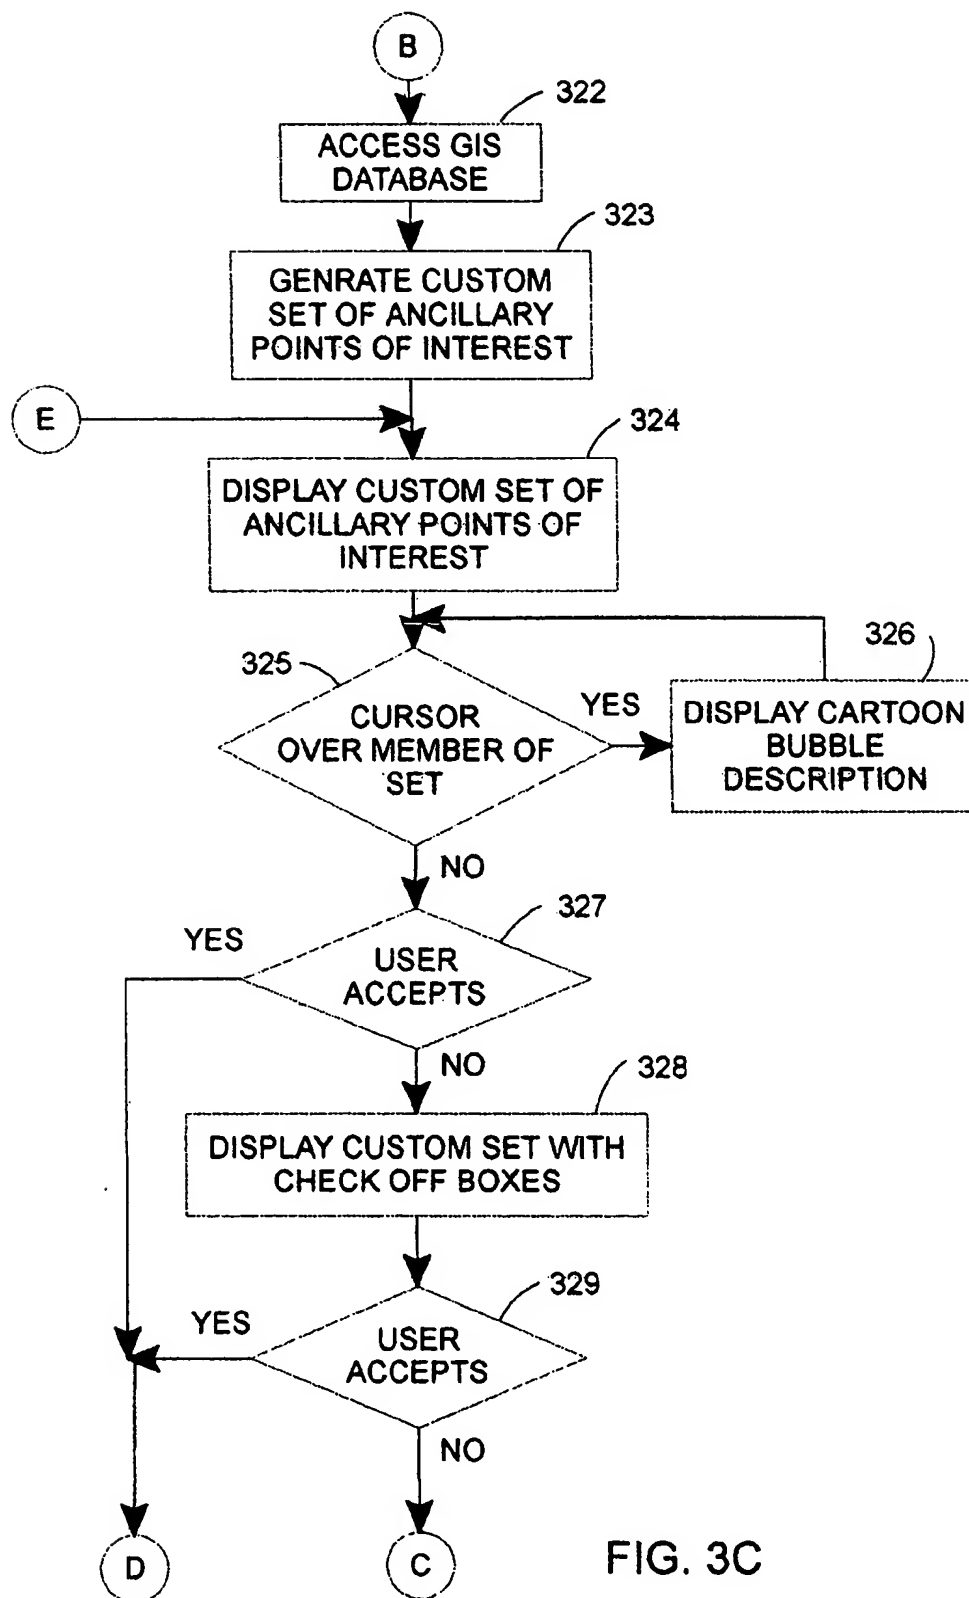 B
322
ACCESS GIS
DATABASE
323
GENRATE CUSTOM
SET OF ANCILLARY
POINTS OF INTEREST
E
324
DISPLAY CUSTOM SET OF
ANCILLARY POINTS OF
INTEREST
325
326
CURSOR
OVER MEMBER OF
SET
YES
DISPLAY CARTOON
BUBBLE
DESCRIPTION
NO
327
YES
USER
ACCEPTS
NO
328
DISPLAY CUSTOM SET WITH
CHECK OFF BOXES
329
YES
USER
ACCEPTS
NO
D
C
FIG. 3C